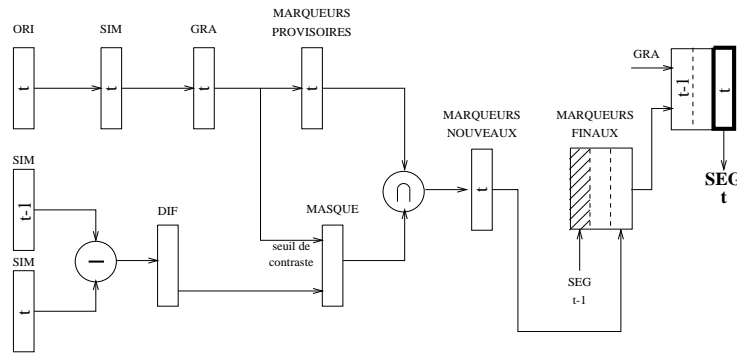 MARQUEURS
PROVISOIRES
ORI
SIM
GRA
t
t
t
t
GRA
t-1
t
MARQUEURS
NOUVEAUX
MARQUEURS
FINAUX
SIM
t-1
DIF
MASQUE
∩
t
SEG
t
SIM
t
−
seuil de
contraste
SEG
t-1